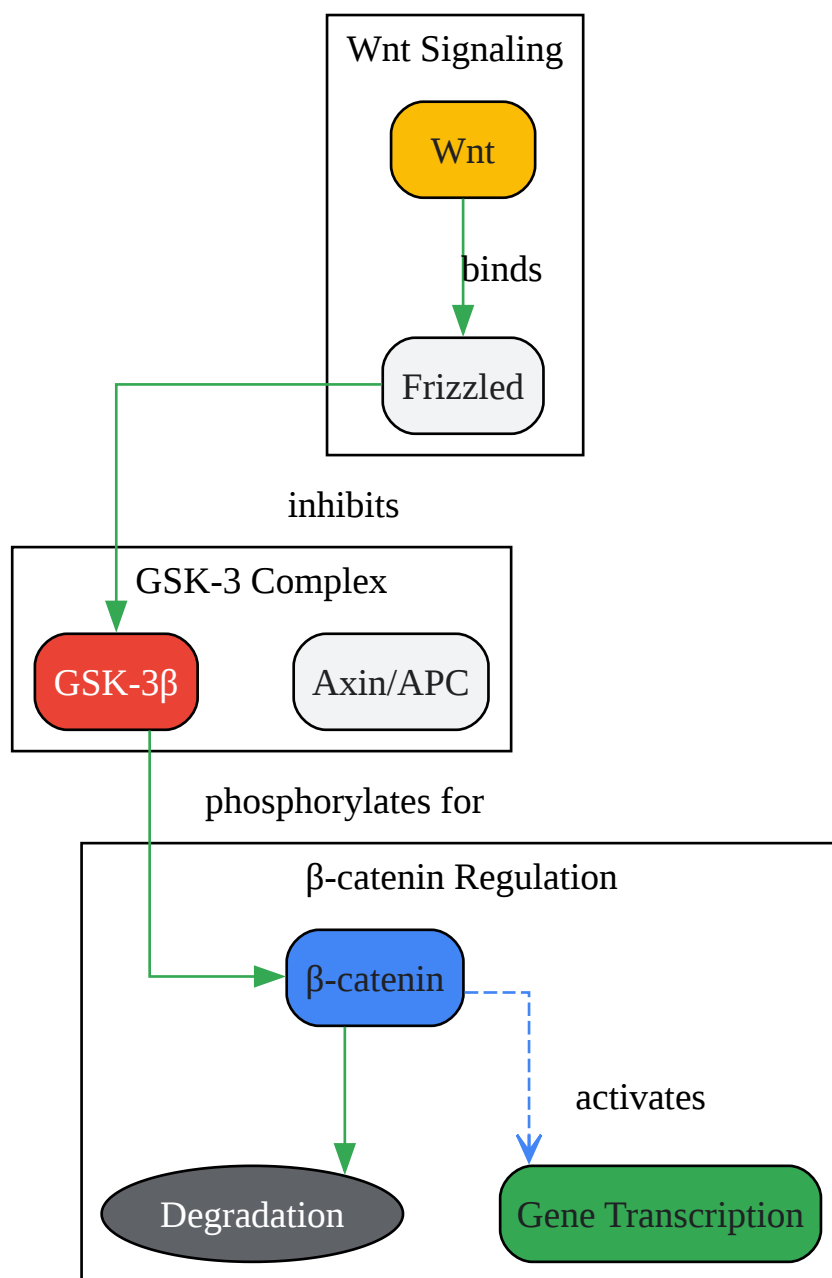 Wnt Signaling
Wnt
binds
Frizzled
inhibits
GSK-3 Complex
GSK-3β
Axin/APC
phosphorylates for
β-catenin Regulation
β-catenin
activates
Degradation
Gene Transcription